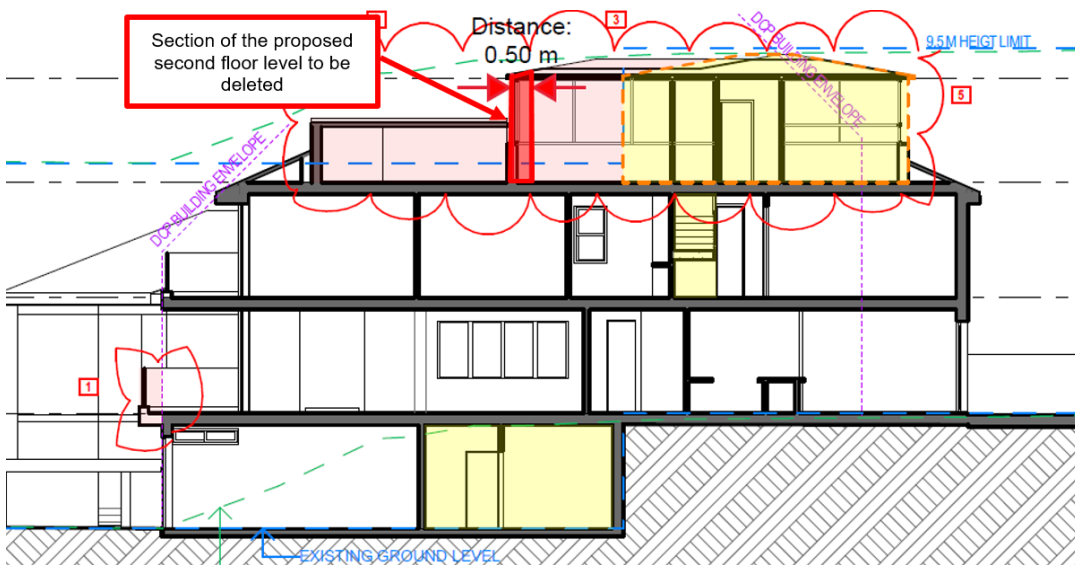 Section of the proposed
second floor level to be
deleted
Distance:
0.50 m
3
DCP BUILDING ENVELOPE
9.5M HEIGT LIMIT
5
DCP BUILDING ENVELOPE
1
EXISTING GROUND LEVEL